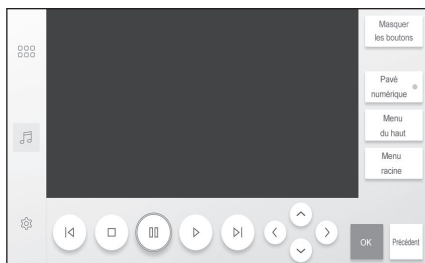 Masquer
les boutons
Pavé
numérique
Menu
du haut
Menu
racine
OK
Précédent